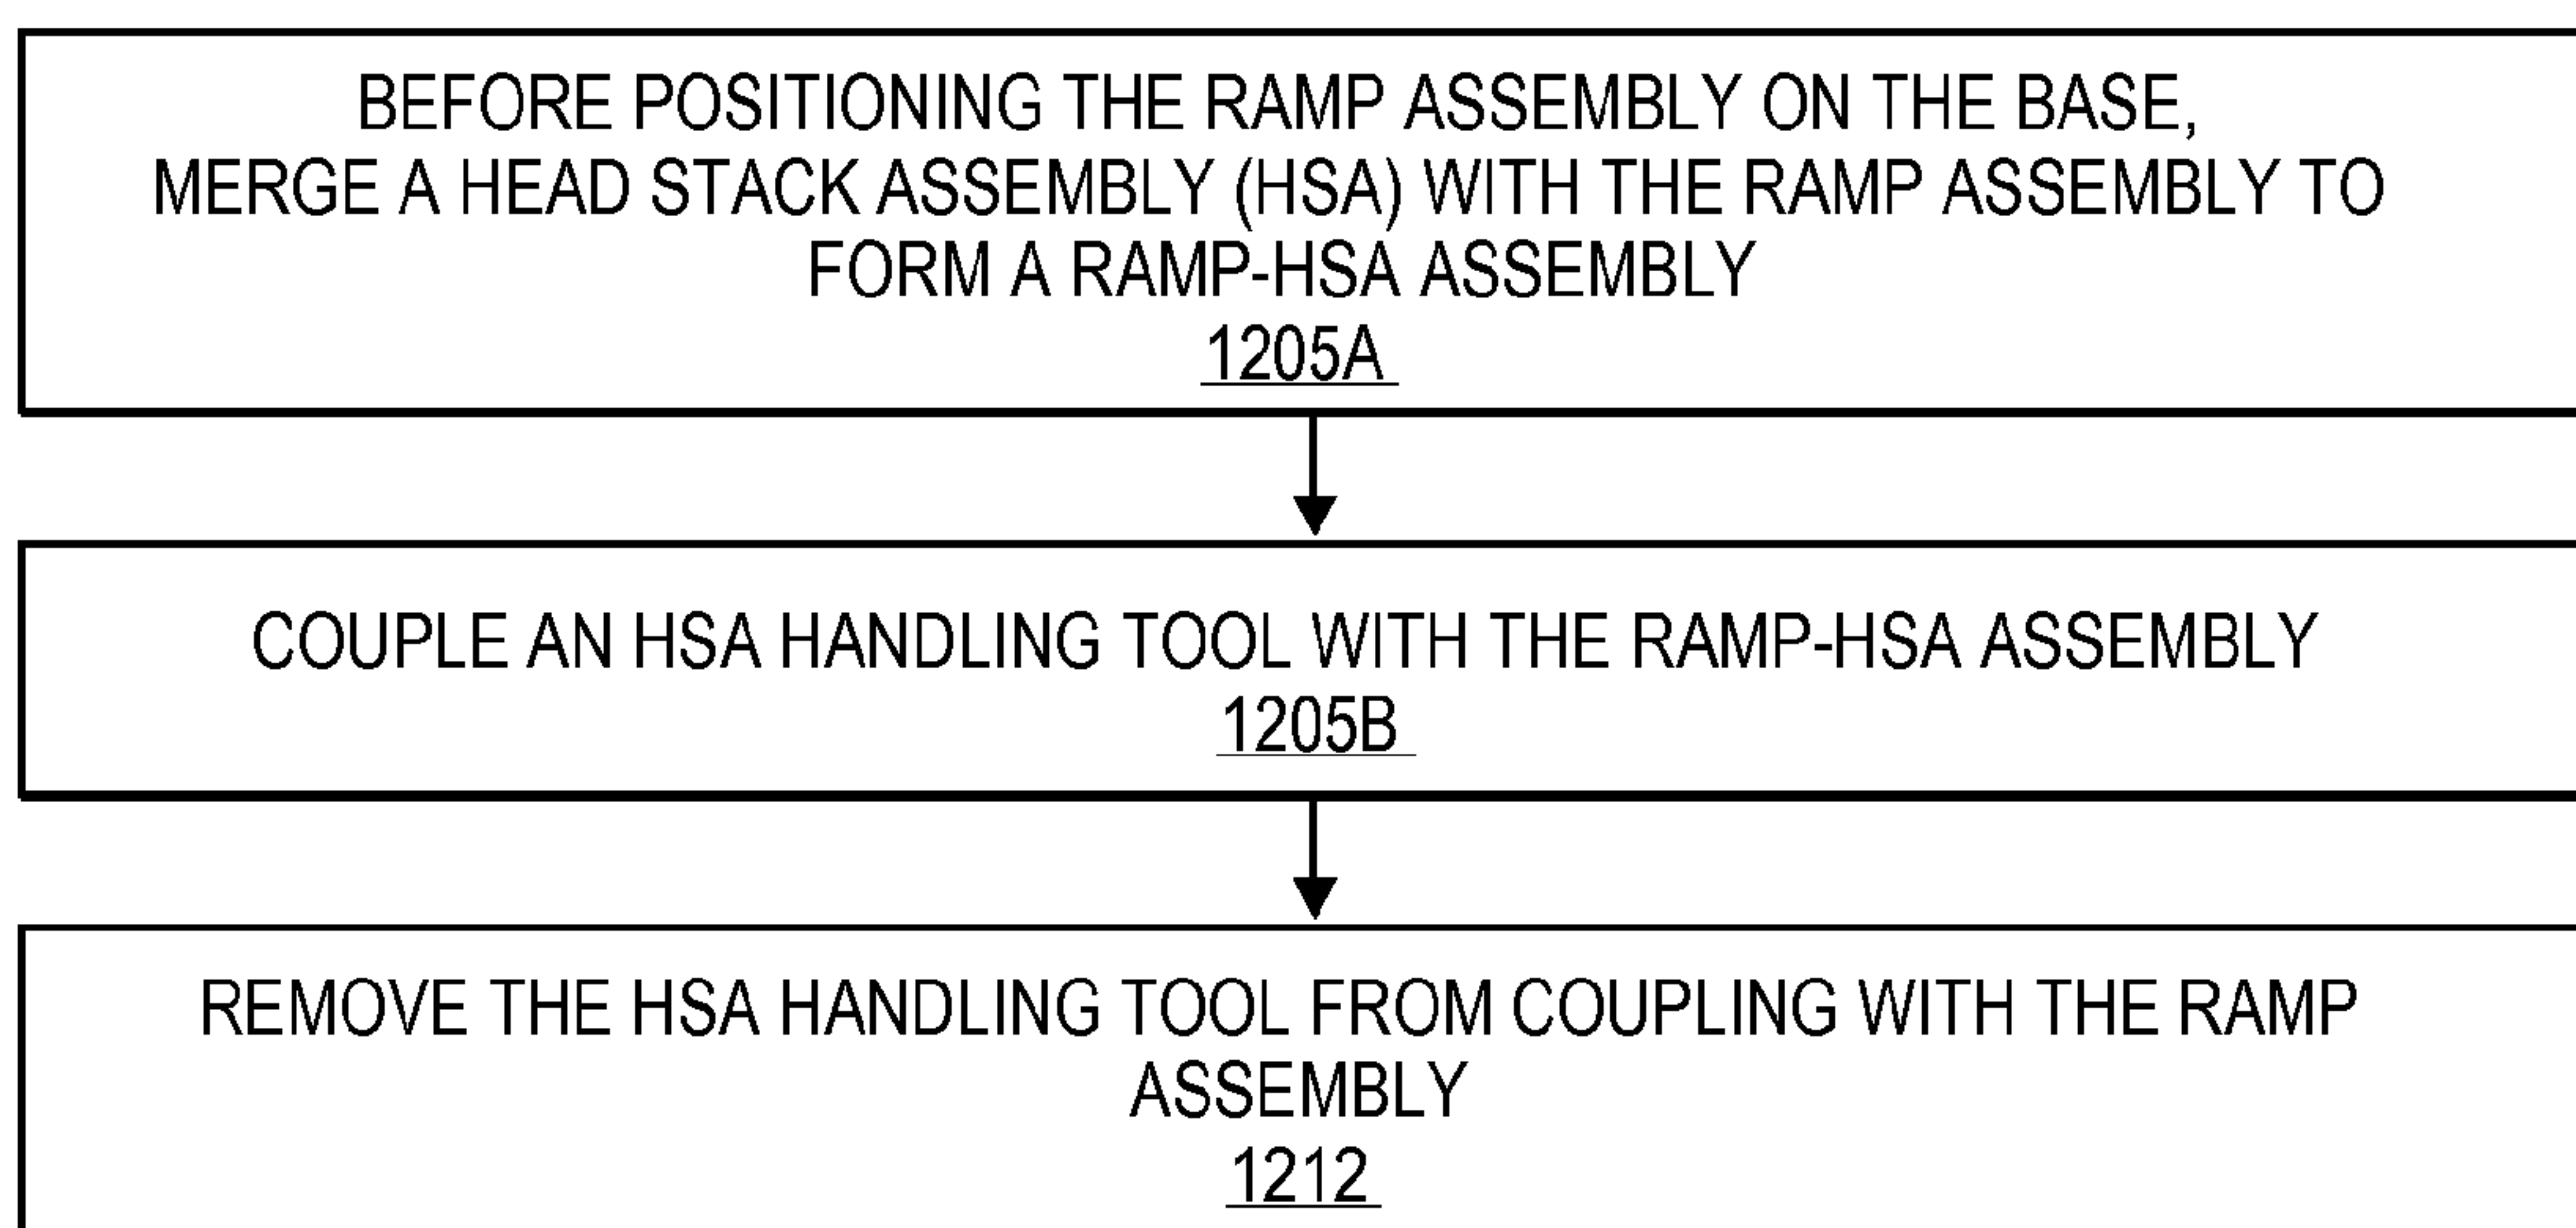 BEFORE POSITIONING THE RAMP ASSEMBLY ON THE BASE,
MERGE A HEAD STACK ASSEMBLY (HSA) WITH THE RAMP ASSEMBLY TO
FORM A RAMP-HSA ASSEMBLY
1205A
COUPLE AN HSA HANDLING TOOL WITH THE RAMP-HSA ASSEMBLY
1205B
REMOVE THE HSA HANDLING TOOL FROM COUPLING WITH THE RAMP
ASSEMBLY
1212